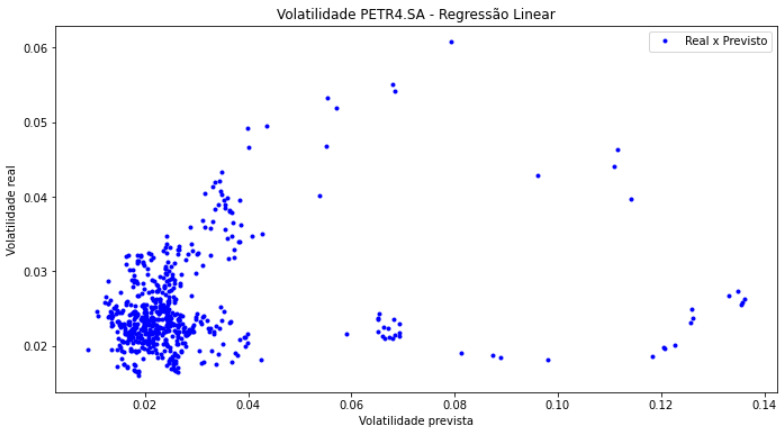 Volatilidade PETR4.SA - Regressão Linear
Real x Previsto
0.06
0.05
0.04
0.03
0.02
Volatilidade real
0.02 0.04 0.06 0.08 0.10 0.12 0.14
Volatilidade prevista